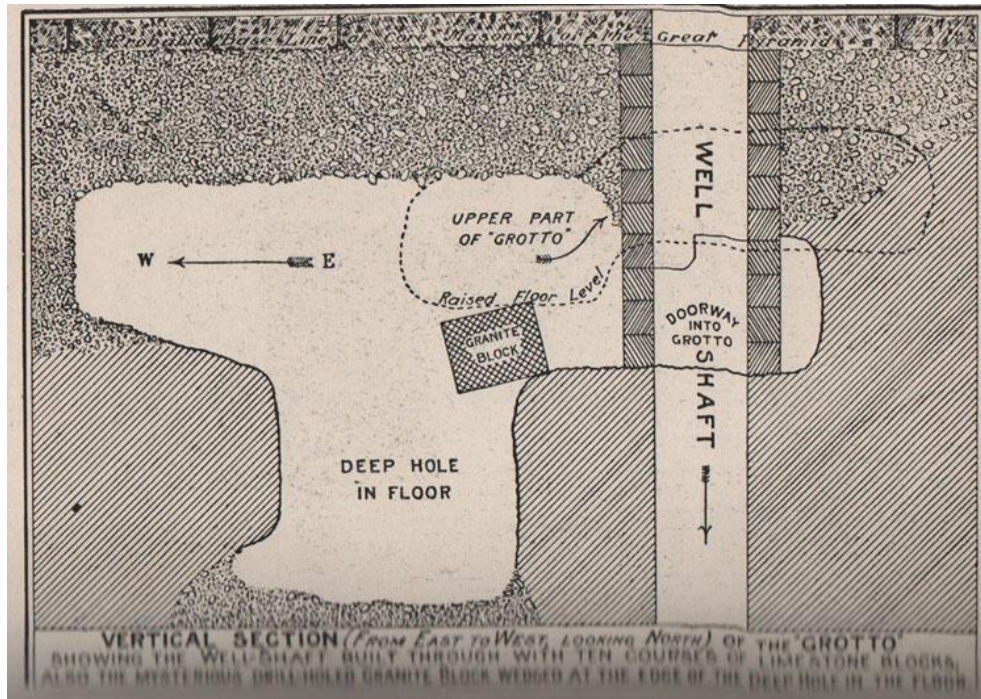 Masonry of the Great Pyramid
WELL SHAFT
UPPER PART
OF "GROTTO"
W E
Raised Floor Level
DOORWAY
INTO
GROTTO
GRANITE
BLOCK
DEEP HOLE
IN FLOOR
VERTICAL SECTION (FROM EAST TO WEST, LOOKING NORTH) OF THE "GROTTO"
SHOWING THE WELL-SHAFT BUILT THROUGH WITH TEN COURSES OF LIMESTONE BLOCKS,
ALSO THE MYSTERIOUS DRILL-HOLED GRANITE BLOCK WEDGED AT THE EDGE OF THE DEEP HOLE IN THE FLOOR.